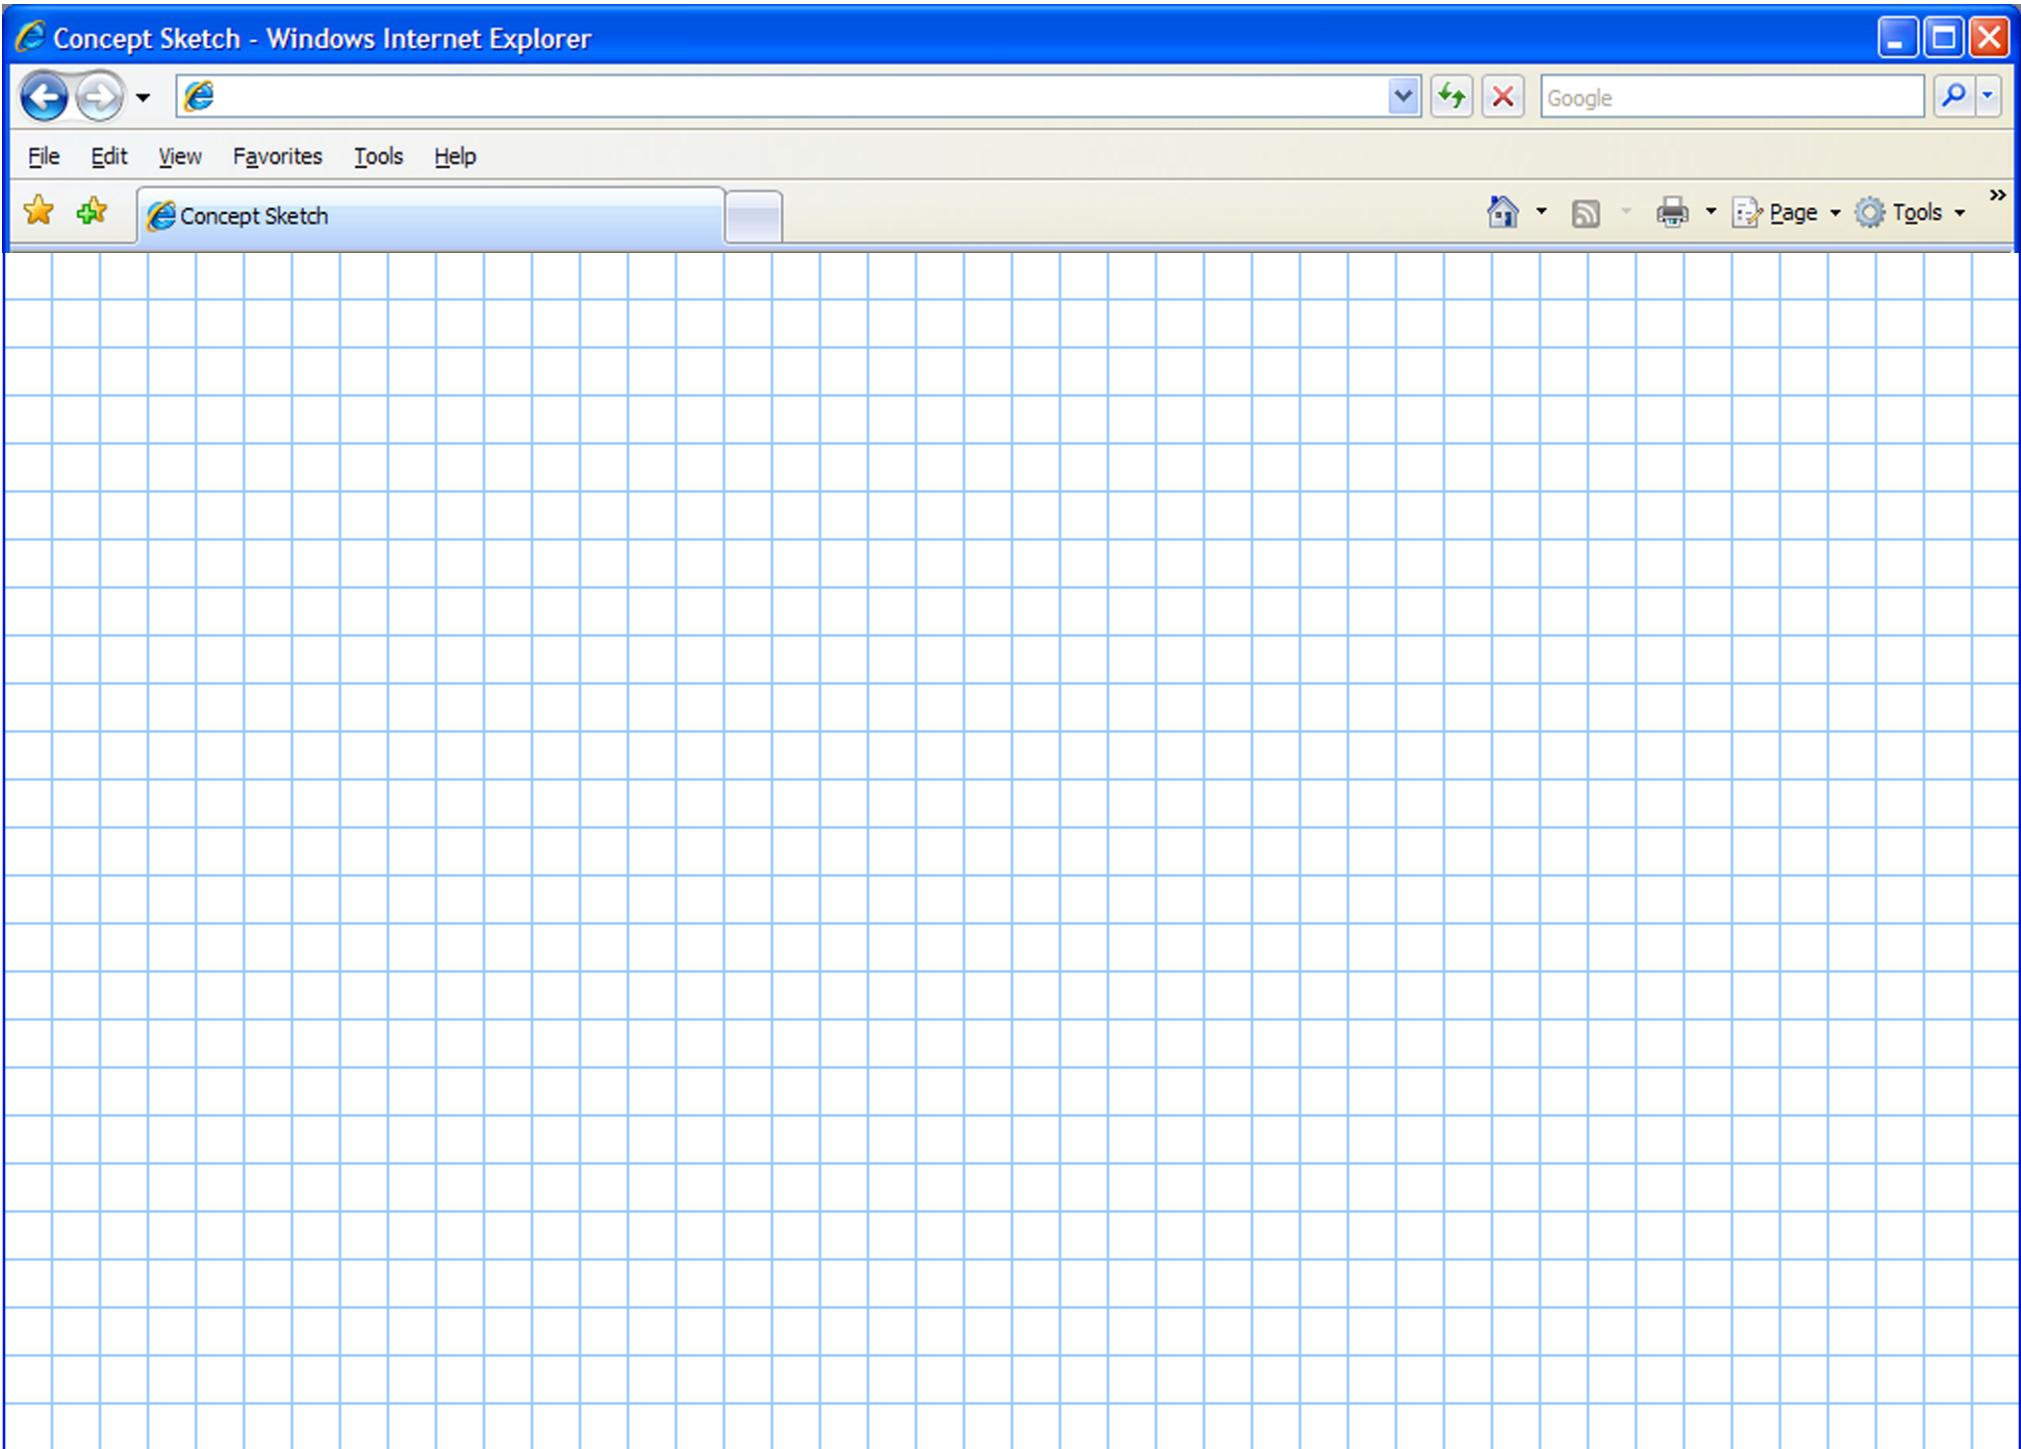 Concept Sketch - Windows Internet Explorer
Google
File Edit View Favorites Tools Help
Concept Sketch Page Tools »